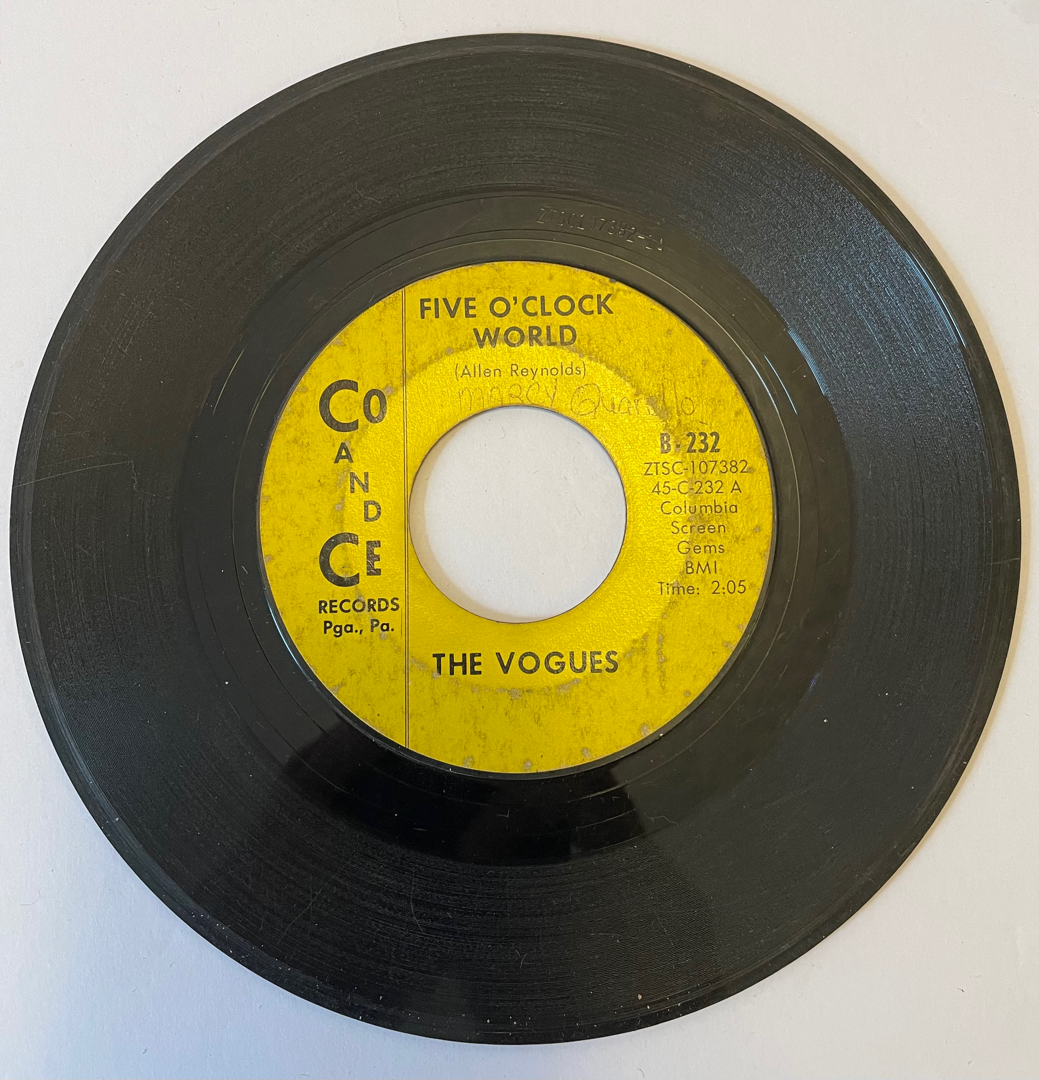 FIVE O'CLOCK
WORLD
(Allen Reynolds)
CO
AND
CE
RECORDS
Pga., Pa.
B-232
ZTSC-107382
45-C-232 A
Columbia
Screen
Gems
BMI
Time: 2:05
THE VOGUES